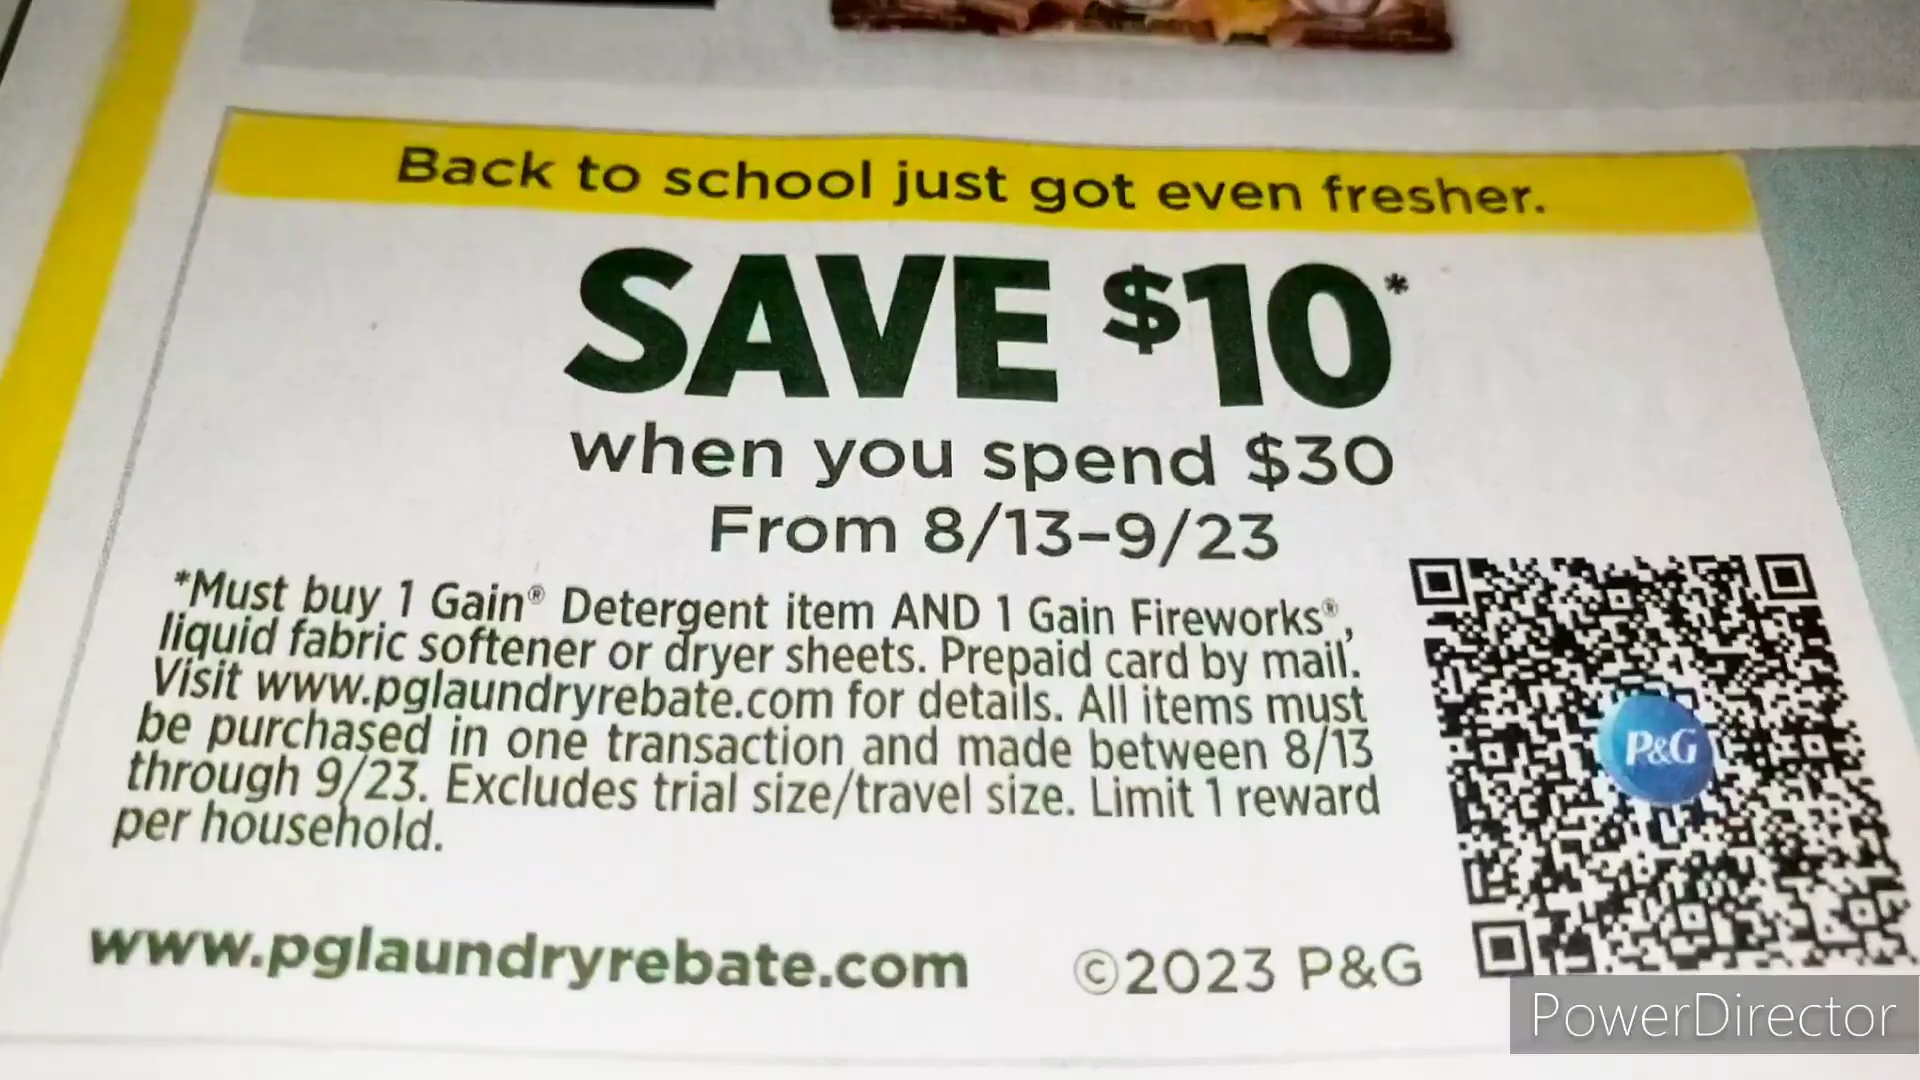 Back to school just got even fresher.
SAVE $10*
when you spend $30
From 8/13-9/23
*Must buy 1 Gain® Detergent item AND 1 Gain Fireworks®,
liquid fabric softener or dryer sheets. Prepaid card by mail.
Visit www.pglaundryrebate.com for details. All items must
be purchased in one transaction and made between 8/13
through 9/23. Excludes trial size/travel size. Limit 1 reward
per household.
P&G
www.pglaundryrebate.com ©2023 P&G
PowerDirector